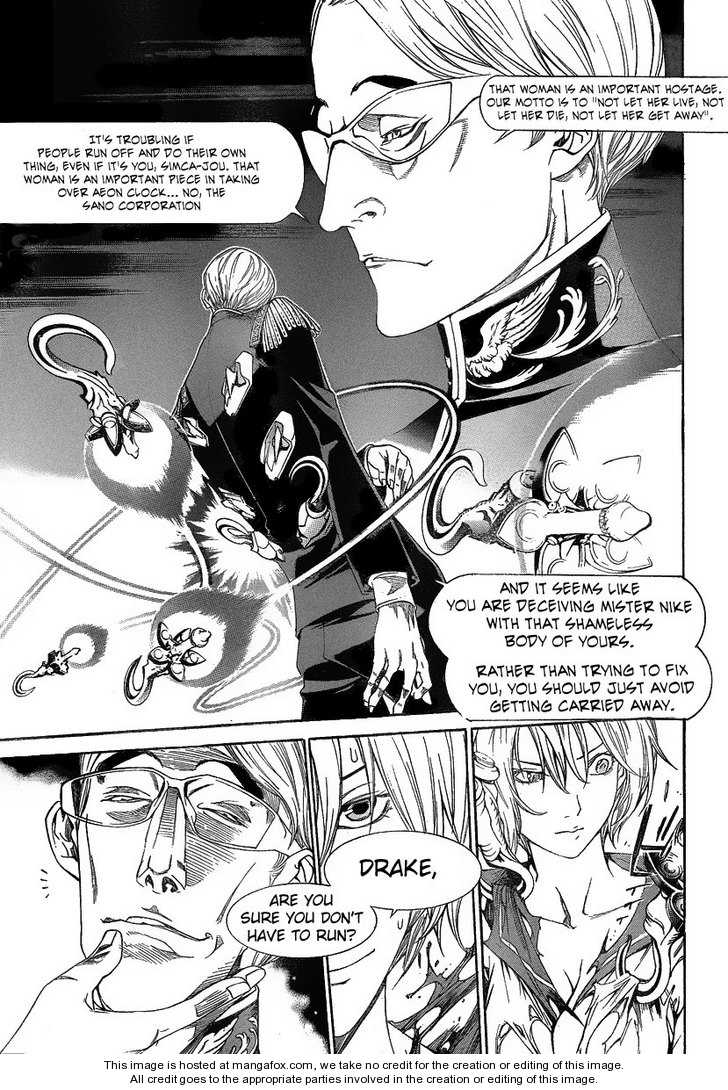 THAT WOMAN IS AN IMPORTANT HOSTAGE.
OUR MOTTO IS TO "NOT LET HER LIVE, NOT
LET HER DIE, NOT LET HER GET AWAY".
IT'S TROUBLING IF
PEOPLE RUN OFF AND DO THEIR OWN
THING, EVEN IF IT'S YOU, SIMCA-JOU. THAT
WOMAN IS AN IMPORTANT PIECE IN TAKING
OVER AEON CLOCK... NO, THE
SANO CORPORATION
AND IT SEEMS LIKE
YOU ARE DECEIVING MISTER NIKE
WITH THAT SHAMELESS
BODY OF YOURS.
RATHER THAN TRYING TO FIX
YOU, YOU SHOULD JUST AVOID
GETTING CARRIED AWAY.
DRAKE,
ARE YOU
SURE YOU DON'T
HAVE TO RUN?
This image is hosted at mangafox.com, we take no credit for the creation or editing of this image.
All credit goes to the appropriate parties involved in the creation or editing of this image.